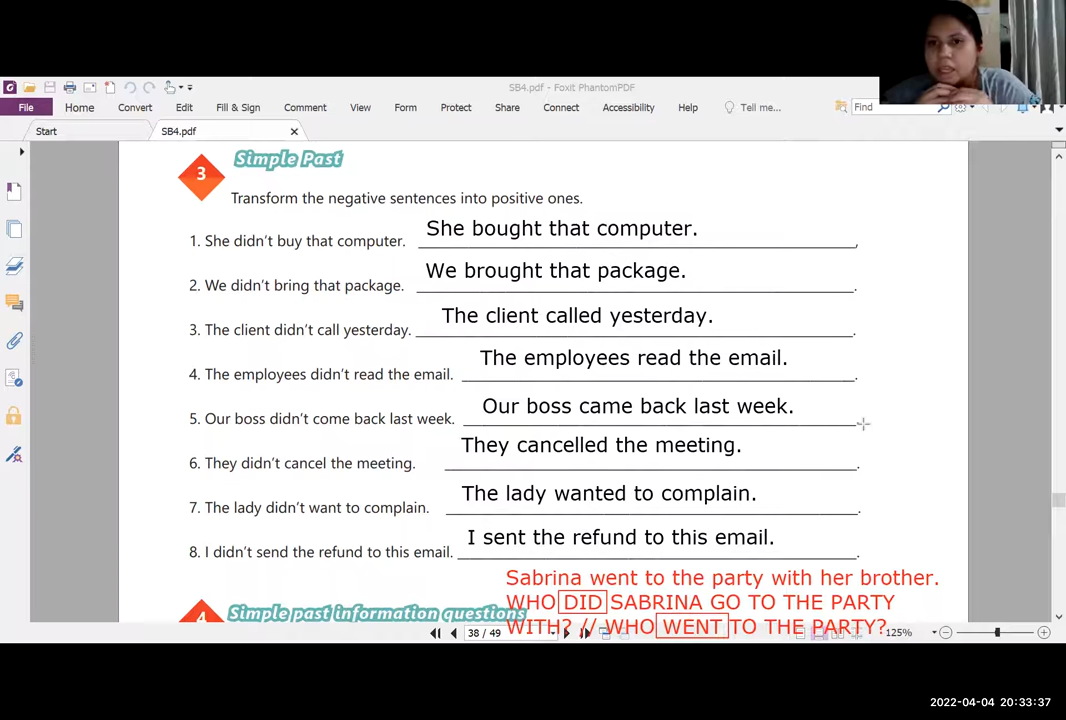 SB4.pdf - Foxit PhantomPDF
File Home Convert Edit Fill & Sign Comment View Form Protect Share Connect Accessibility Help Tell me... Find
Start SB4.pdf
3 Simple Past
Transform the negative sentences into positive ones.
1. She didn't buy that computer. She bought that computer.
2. We didn't bring that package. We brought that package.
3. The client didn't call yesterday. The client called yesterday.
4. The employees didn't read the email. The employees read the email.
5. Our boss didn't come back last week. Our boss came back last week.
6. They didn't cancel the meeting. They cancelled the meeting.
7. The lady didn't want to complain. The lady wanted to complain.
8. I didn't send the refund to this email. I sent the refund to this email.
Sabrina went to the party with her brother.
WHO DID SABRINA GO TO THE PARTY
WITH? // WHO WENT TO THE PARTY?
4 Simple past information questions
38 / 49 125%
2022-04-04 20:33:37